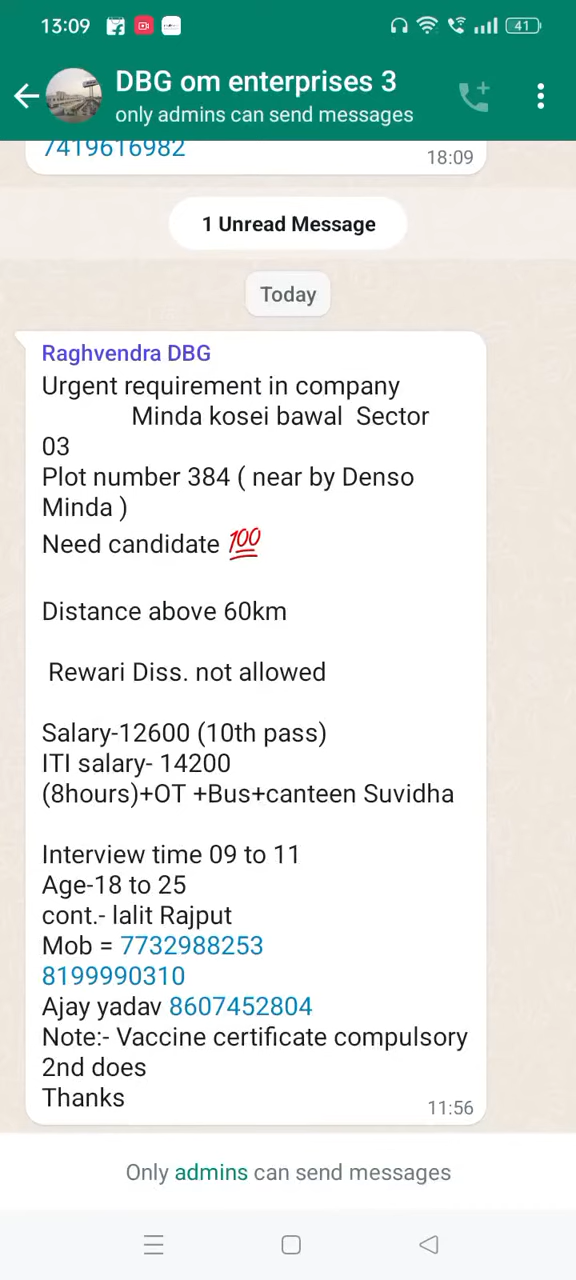 13:09
41
DBG om enterprises 3
only admins can send messages
7419616982
18:09
1 Unread Message
Today
Raghvendra DBG
Urgent requirement in company
Minda kosei bawal Sector
03
Plot number 384 ( near by Denso
Minda )
Need candidate 💯
Distance above 60km
Rewari Diss. not allowed
Salary-12600 (10th pass)
ITI salary- 14200
(8hours)+OT +Bus+canteen Suvidha
Interview time 09 to 11
Age-18 to 25
cont.- lalit Rajput
Mob = 7732988253
8199990310
Ajay yadav 8607452804
Note:- Vaccine certificate compulsory
2nd does
Thanks
11:56
Only admins can send messages